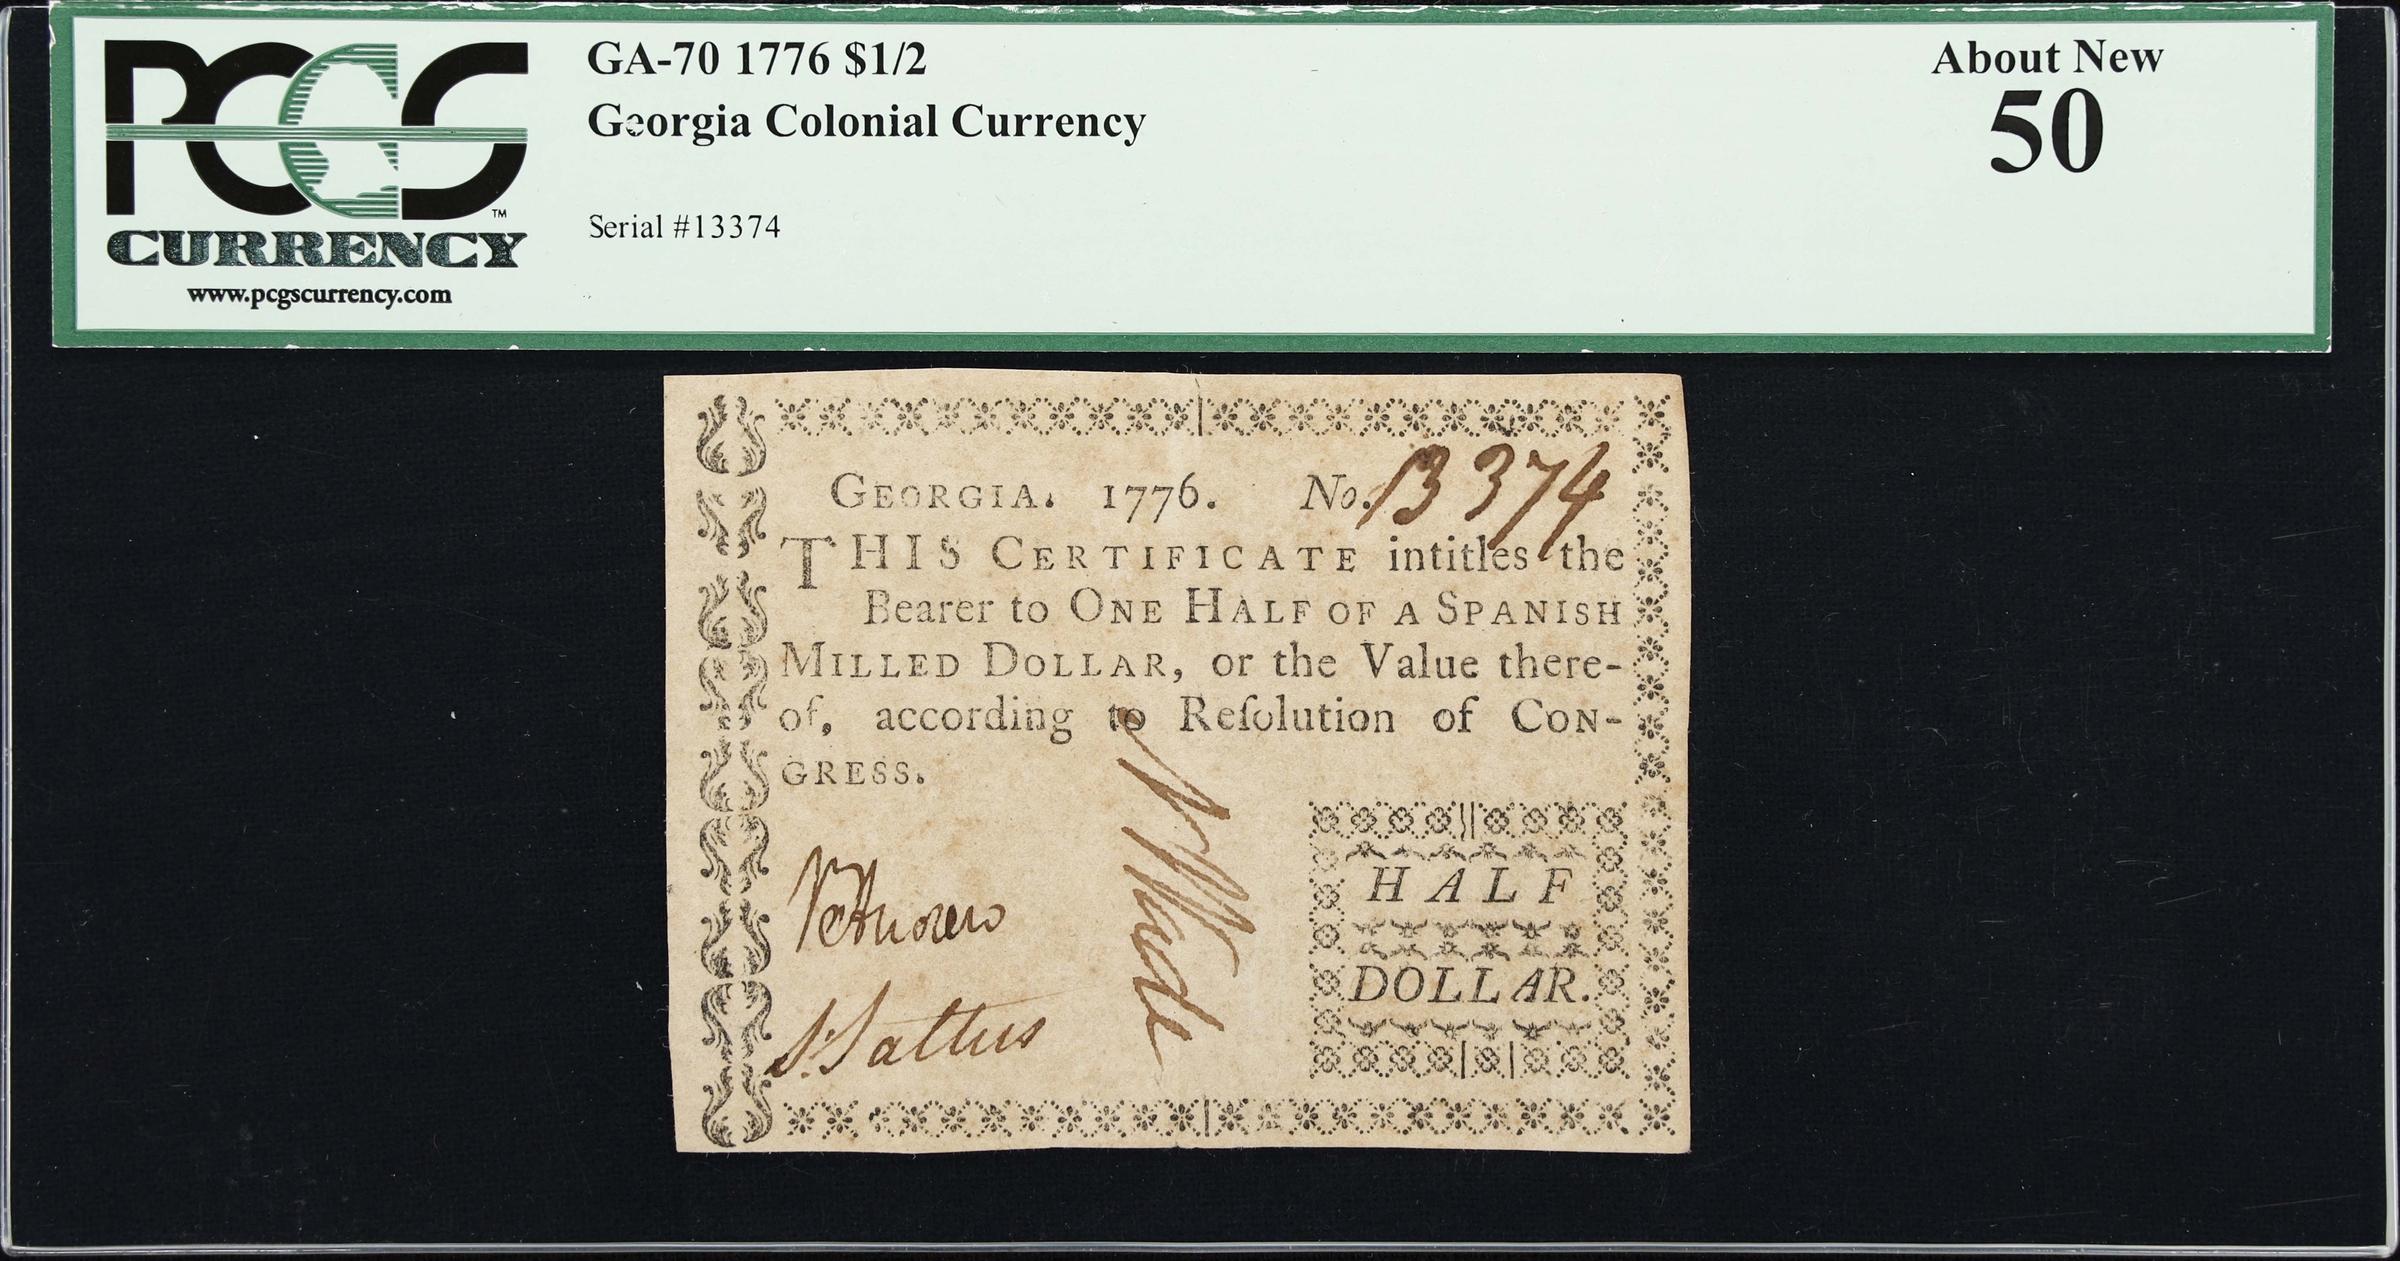 PCGS™
CURRENCY
www.pcgscurrency.com
GA-70 1776 $1/2
Georgia Colonial Currency
Serial #13374
About New
50
GEORGIA. 1776. No. 13374
THIS CERTIFICATE intitles the
Bearer to ONE HALF OF A SPANISH
MILLED DOLLAR, or the Value there-
of, according to Reſolution of CON-
GRESS.
HALF
DOLLAR.